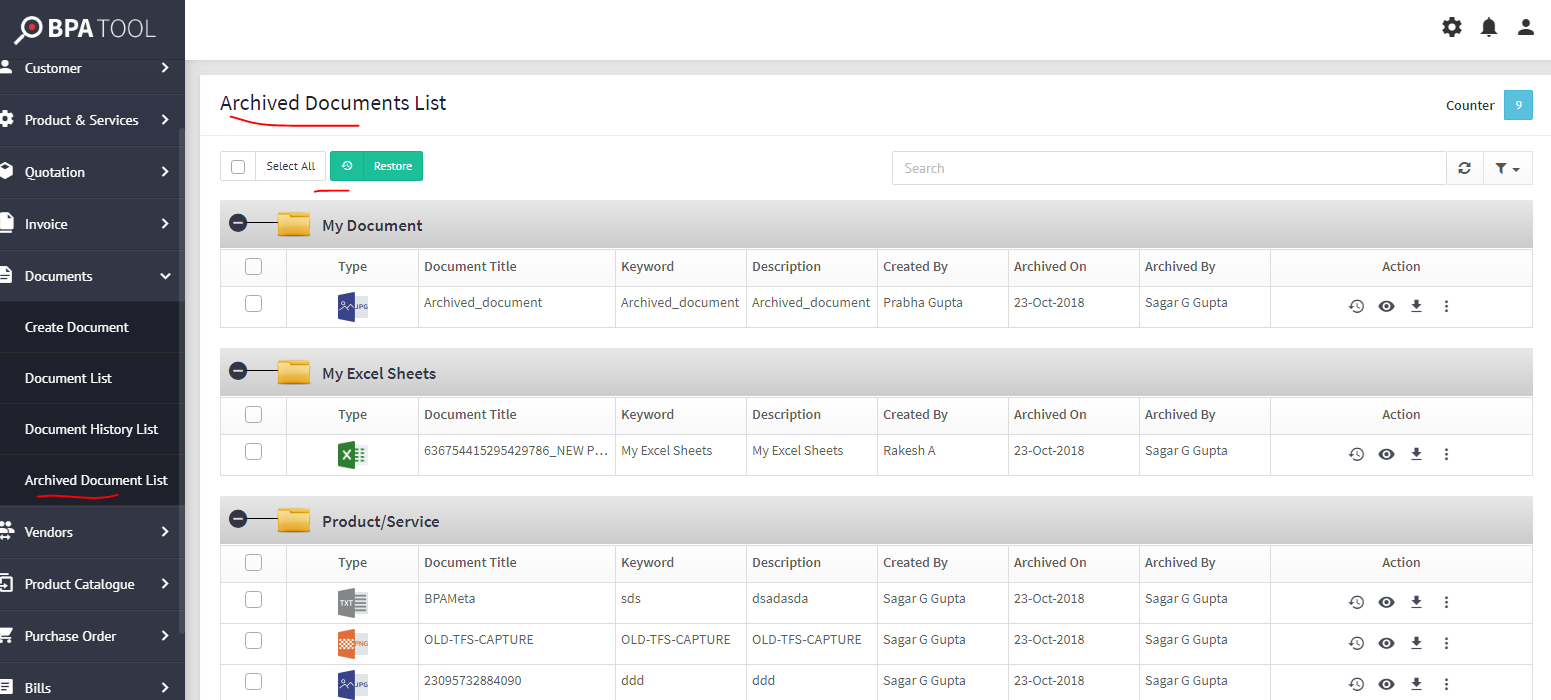 BPA TOOL
Customer
Product & Services
Quotation
Invoice
Documents
Create Document
Document List
Document History List
Archived Document List
Vendors
Product Catalogue
Purchase Order
Bills
Archived Documents List
Counter 9
Select All Restore
Search
My Document
Type Document Title Keyword Description Created By Archived On Archived By Action
JPG Archived_document Archived_document Archived_document Prabha Gupta 23-Oct-2018 Sagar G Gupta
My Excel Sheets
Type Document Title Keyword Description Created By Archived On Archived By Action
X 636754415295429786_NEW P... My Excel Sheets My Excel Sheets Rakesh A 23-Oct-2018 Sagar G Gupta
Product/Service
Type Document Title Keyword Description Created By Archived On Archived By Action
TXT BPAMeta sds dsadasda Sagar G Gupta 23-Oct-2018 Sagar G Gupta
PNG OLD-TFS-CAPTURE OLD-TFS-CAPTURE OLD-TFS-CAPTURE Sagar G Gupta 23-Oct-2018 Sagar G Gupta
JPG 23095732884090 ddd ddd Sagar G Gupta 23-Oct-2018 Sagar G Gupta